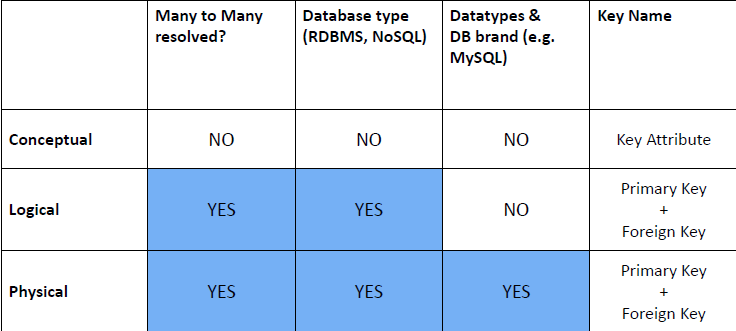 Many to Many resolved?
Database type (RDBMS, NoSQL)
Datatypes & DB brand (e.g. MySQL)
Key Name
Conceptual
NO
NO
NO
Key Attribute
Logical
YES
YES
NO
Primary Key
+
Foreign Key
Physical
YES
YES
YES
Primary Key
+
Foreign Key